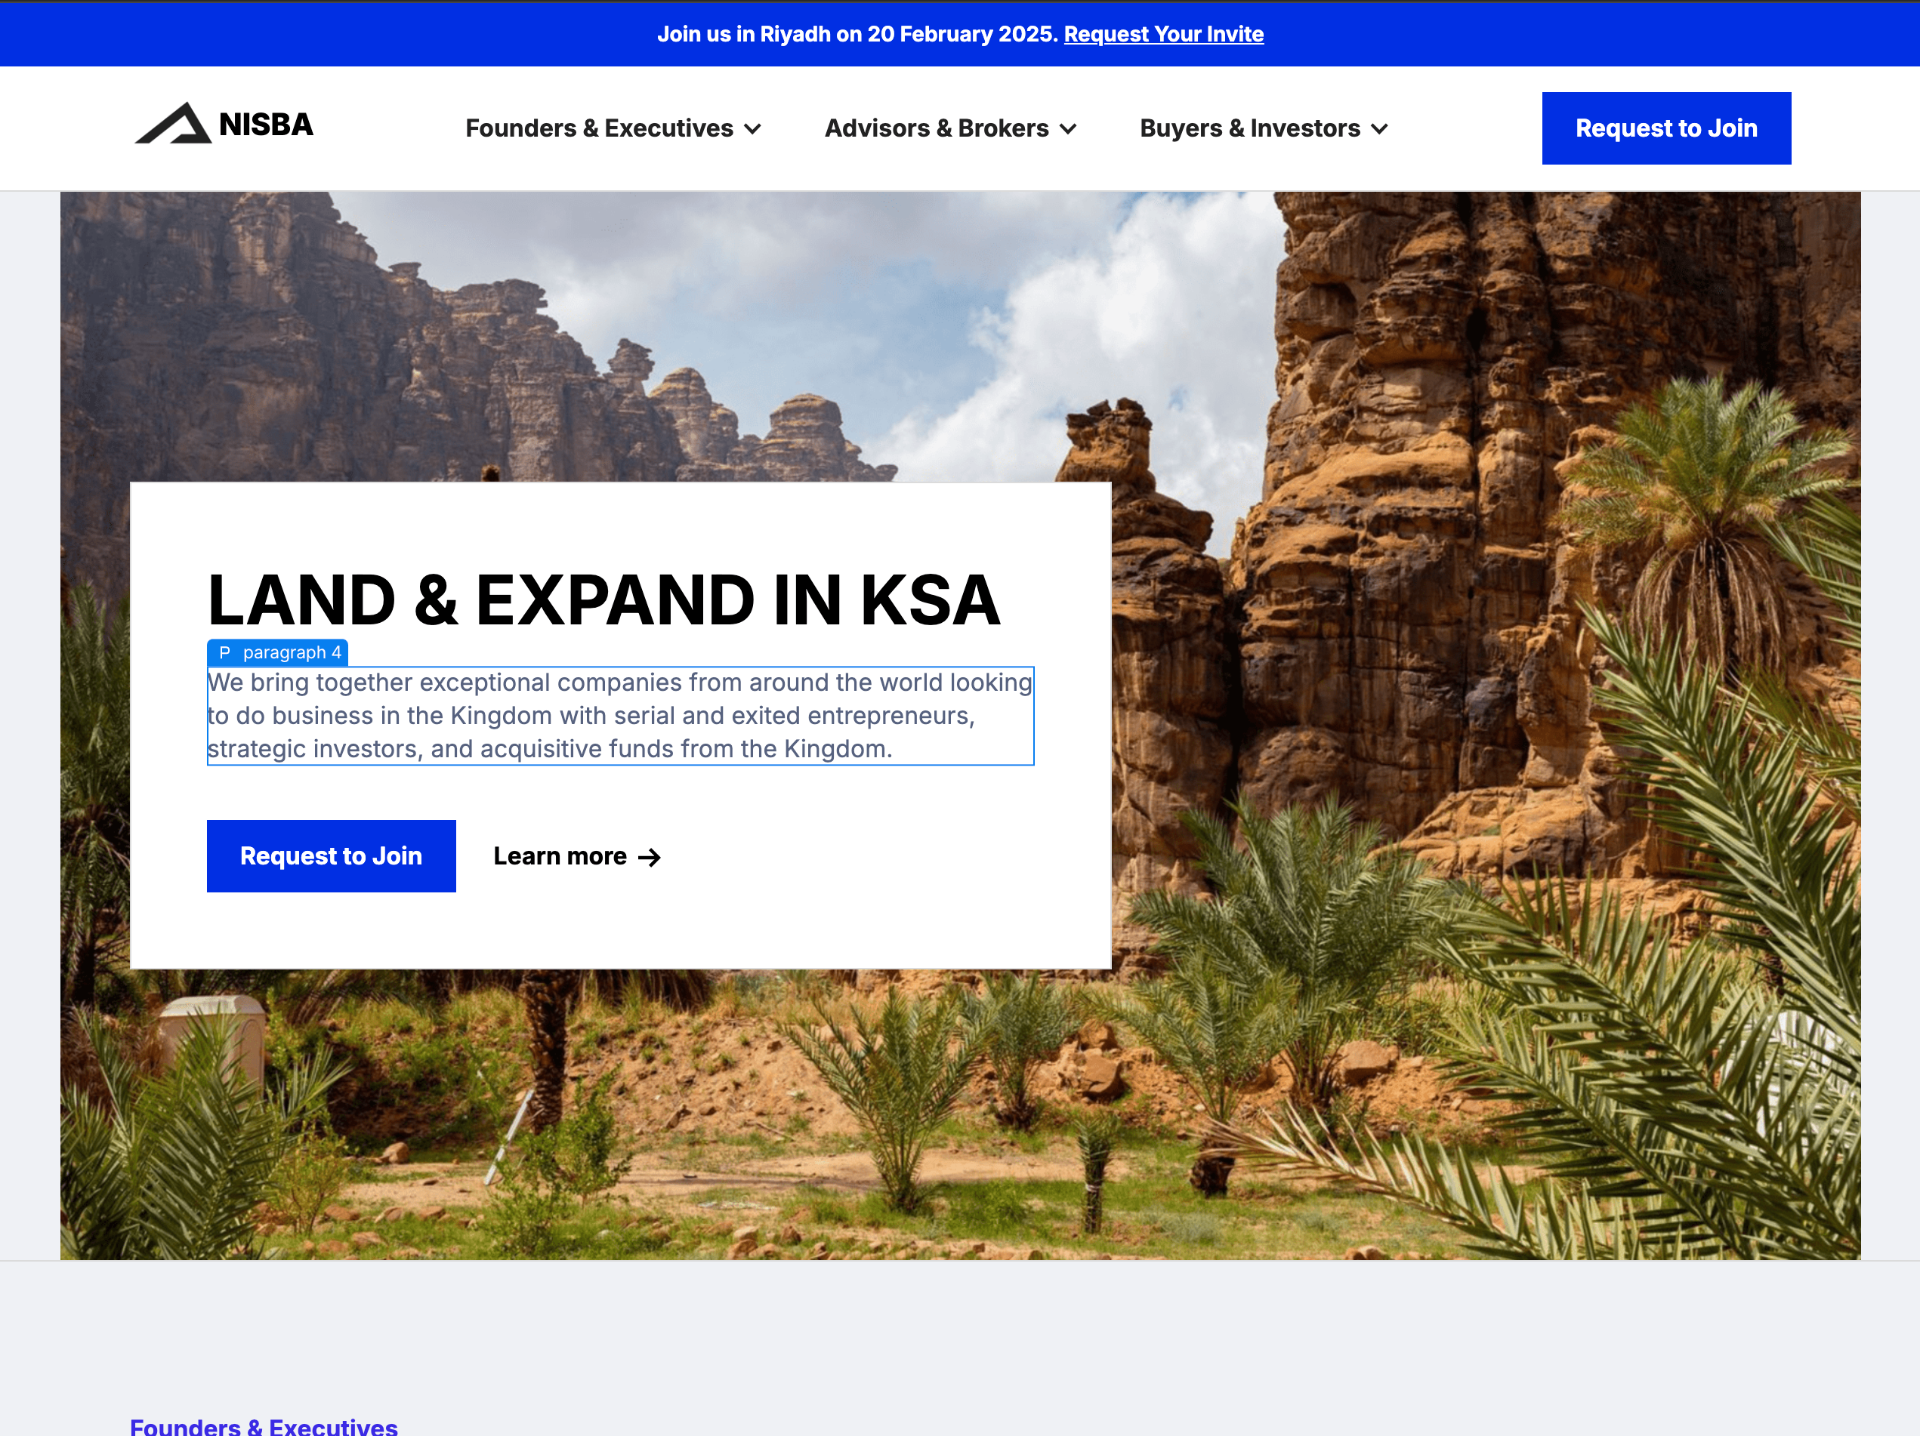 Join us in Riyadh on 20 February 2025. Request Your Invite
NISBA
Founders & Executives
Advisors & Brokers
Buyers & Investors
Request to Join
LAND & EXPAND IN KSA
P paragraph 4
We bring together exceptional companies from around the world looking
to do business in the Kingdom with serial and exited entrepreneurs,
strategic investors, and acquisitive funds from the Kingdom.
Request to Join
Learn more →
Founders & Executives